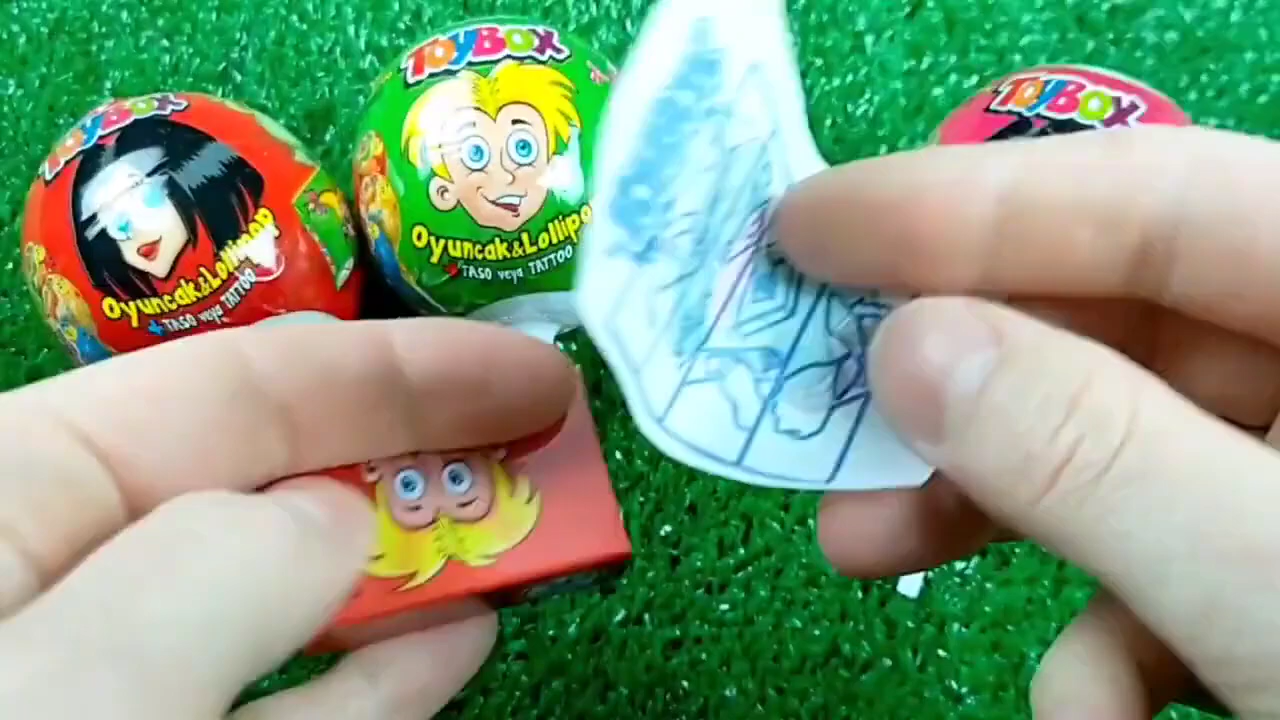 ToyBox
Oyuncak&Lollipop
+ TASO veya TATTOO
ToyBox
Oyuncak&Lollipo
+ TASO veya TATTOO
ToyBox